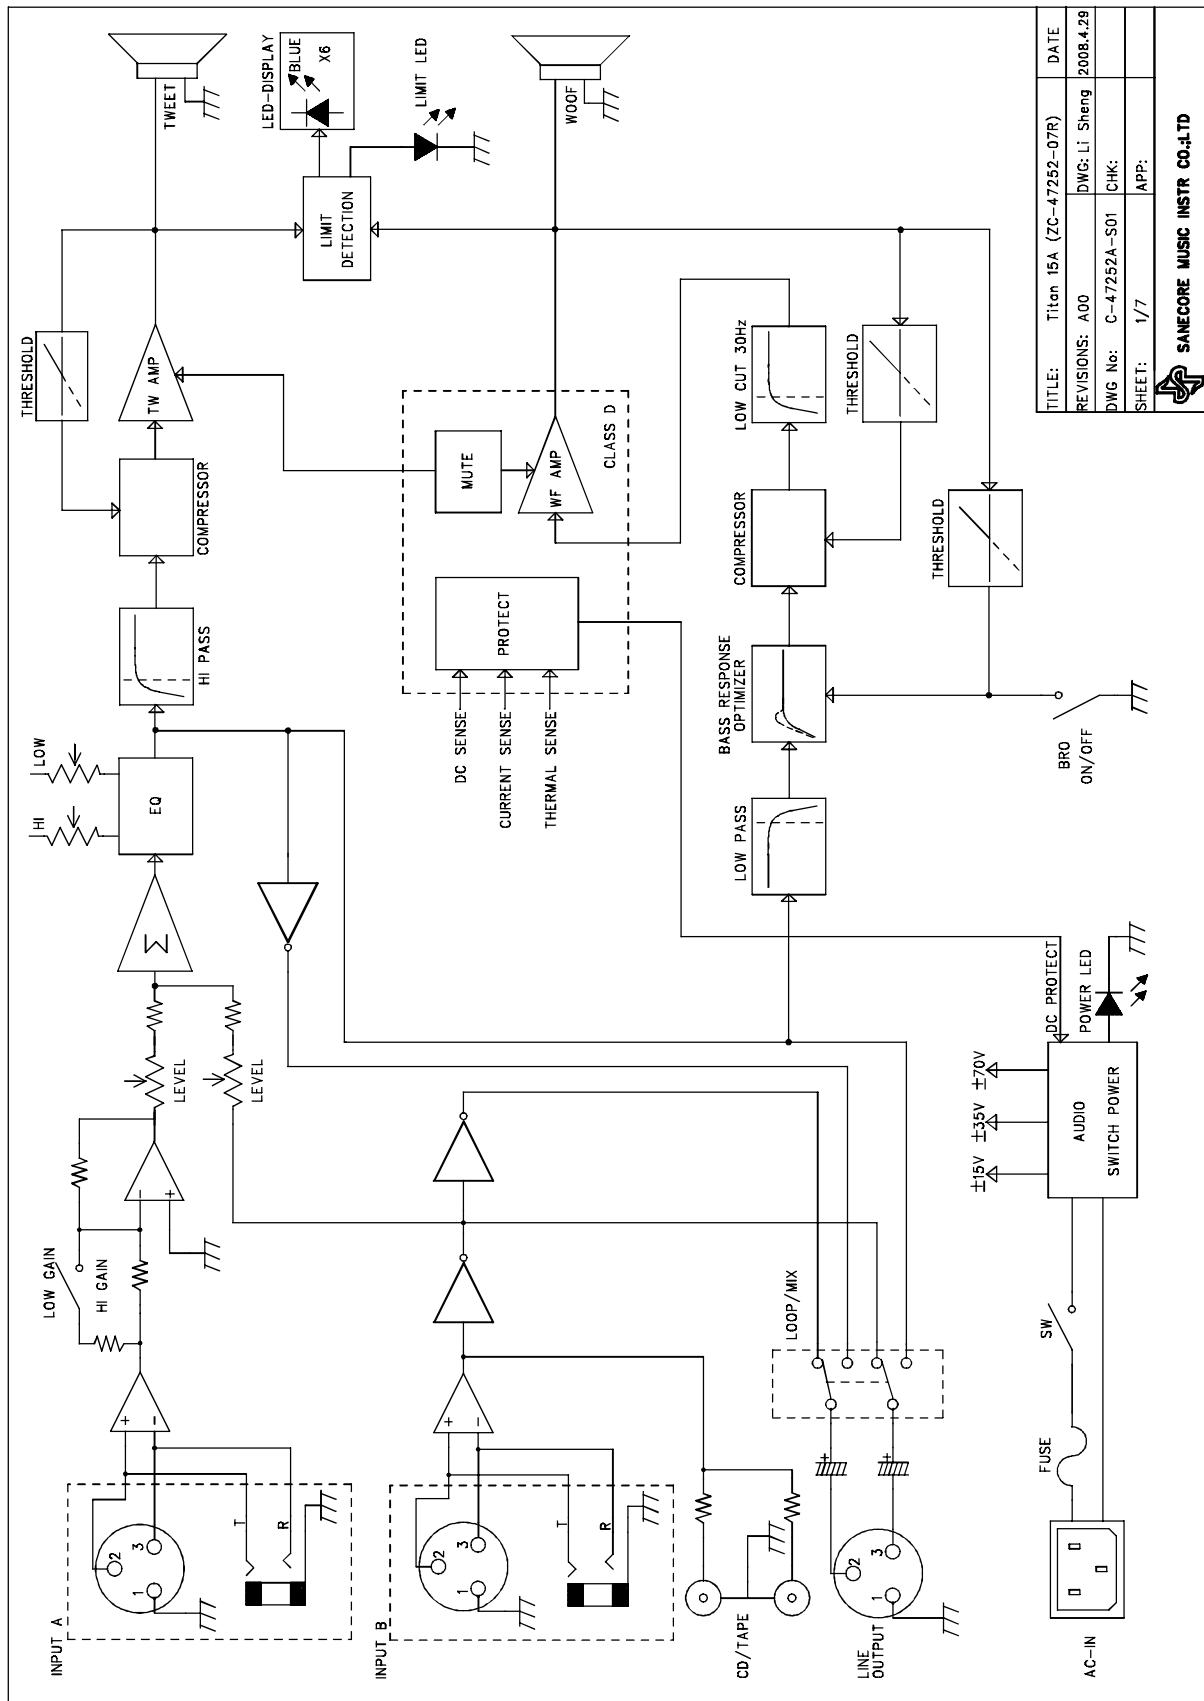 INPUT A
1
2
3
T
R
+
-
LOW GAIN
HI GAIN
-
+
LEVEL
LEVEL
Σ
HI
LOW
EQ
HI PASS
COMPRESSOR
THRESHOLD
TW AMP
TWEET
LED-DISPLAY
BLUE
X6
LIMIT
DETECTION
LIMIT LED
INPUT B
1
2
3
T
R
+
-
CD/TAPE
DC SENSE
CURRENT SENSE
THERMAL SENSE
PROTECT
MUTE
WF AMP
CLASS D
WOOF
LINE
OUTPUT
1
2
3
+
+
LOOP/MIX
LOW PASS
BASS RESPONSE
OPTIMIZER
COMPRESSOR
LOW CUT 30Hz
THRESHOLD
THRESHOLD
BRO
ON/OFF
AC-IN
FUSE
SW
±15V
±35V
±70V
AUDIO
SWITCH POWER
DC PROTECT
POWER LED
TITLE: Titan 15A (ZC-47252-07R) DATE
REVISIONS: A00 DWG: Li Sheng 2008.4.29
DWG No: C-47252A-S01 CHK:
SHEET: 1/7 APP:
SANECORE MUSIC INSTR CO.;LTD